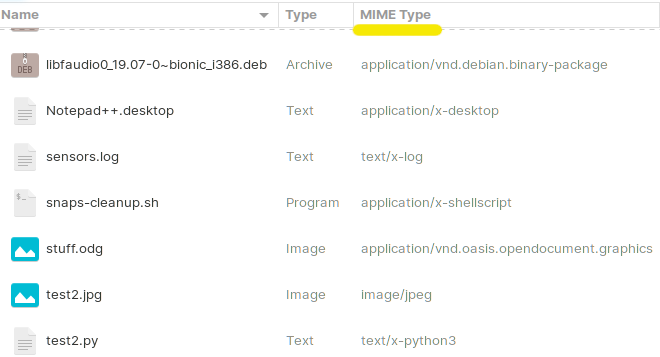 Name Type MIME Type
DEB libfaudio0_19.07-0~bionic_i386.deb Archive application/vnd.debian.binary-package
Notepad++.desktop Text application/x-desktop
sensors.log Text text/x-log
$_ snaps-cleanup.sh Program application/x-shellscript
stuff.odg Image application/vnd.oasis.opendocument.graphics
test2.jpg Image image/jpeg
test2.py Text text/x-python3